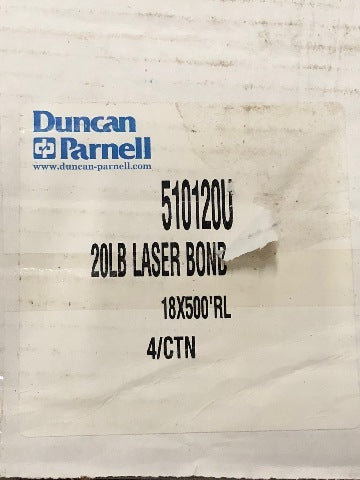 Duncan
Parnell
www.duncan-parnell.com
510120U
20LB LASER BOND
18X500'RL
4/CTN